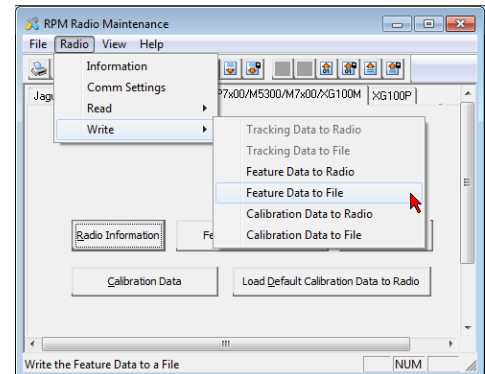 RPM Radio Maintenance
File Radio View Help
Information
Comm Settings
Read
Write
P7x00/M5300/M7x00/XG100M XG100P
Tracking Data to Radio
Tracking Data to File
Feature Data to Radio
Feature Data to File
Calibration Data to Radio
Calibration Data to File
Radio Information
Calibration Data Load Default Calibration Data to Radio
Write the Feature Data to a File NUM